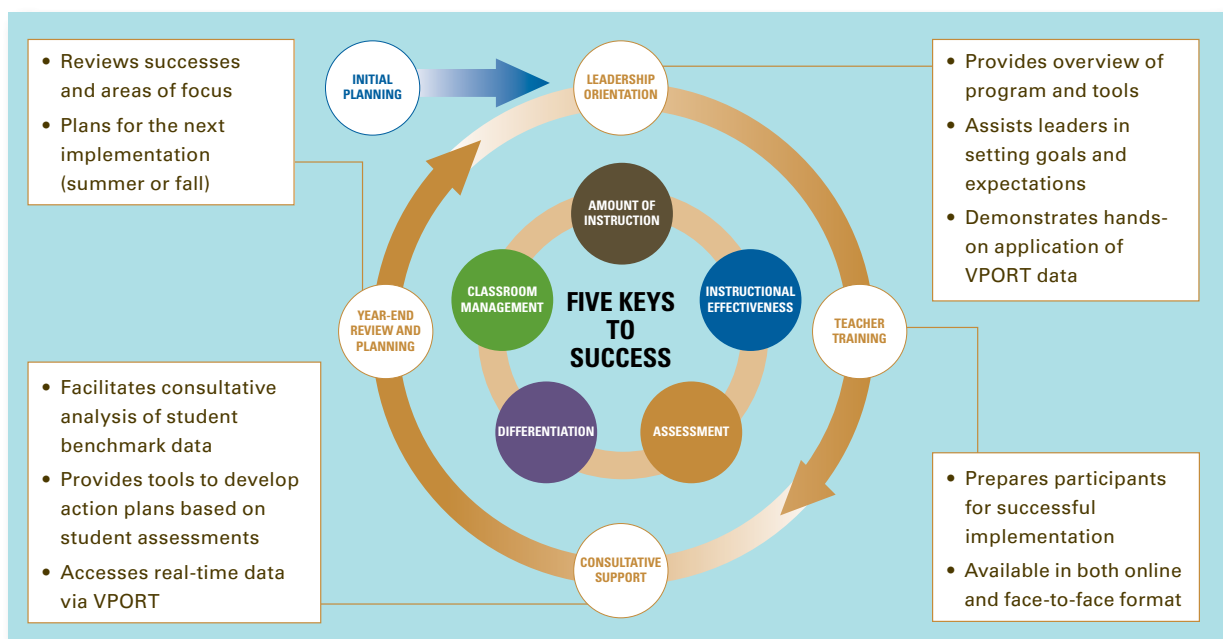 • Reviews successes
and areas of focus
• Plans for the next
implementation
(summer or fall)
INITIAL
PLANNING
LEADERSHIP
ORIENTATION
• Provides overview of
program and tools
• Assists leaders in
setting goals and
expectations
• Demonstrates hands-
on application of
VPORT data
AMOUNT OF
INSTRUCTION
CLASSROOM
MANAGEMENT
INSTRUCTIONAL
EFFECTIVENESS
FIVE KEYS
TO
SUCCESS
YEAR-END
REVIEW AND
PLANNING
TEACHER
TRAINING
DIFFERENTIATION
ASSESSMENT
• Facilitates consultative
analysis of student
benchmark data
• Provides tools to develop
action plans based on
student assessments
• Accesses real-time data
via VPORT
CONSULTATIVE
SUPPORT
• Prepares participants
for successful
implementation
• Available in both online
and face-to-face format